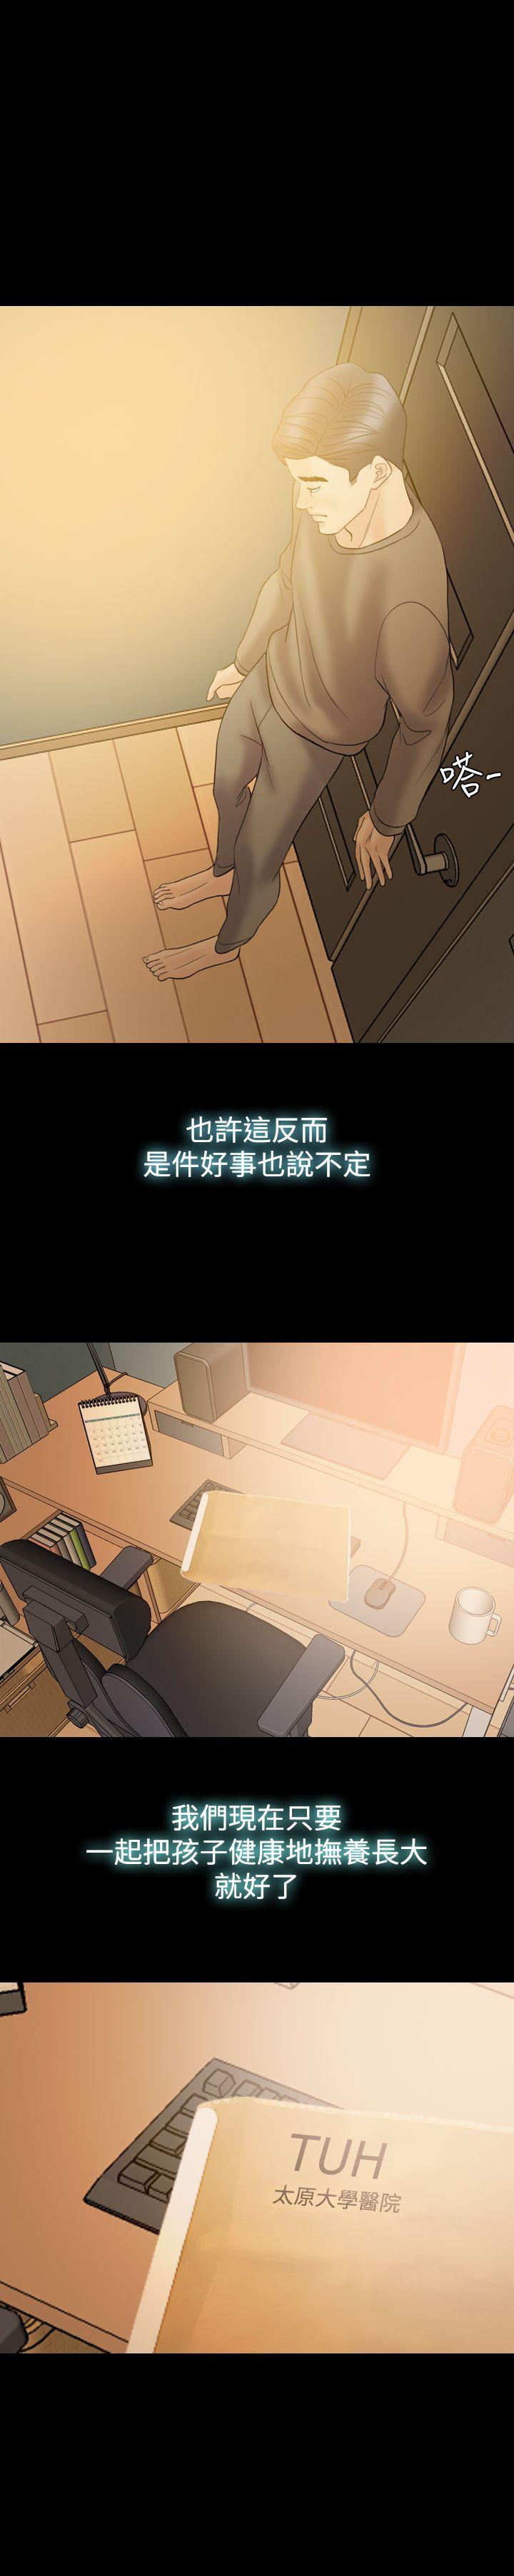 嗒-
也許這反而
是件好事也說不定
我們現在只要
一起把孩子健康地撫養長大
就好了
TUH
太原大學醫院